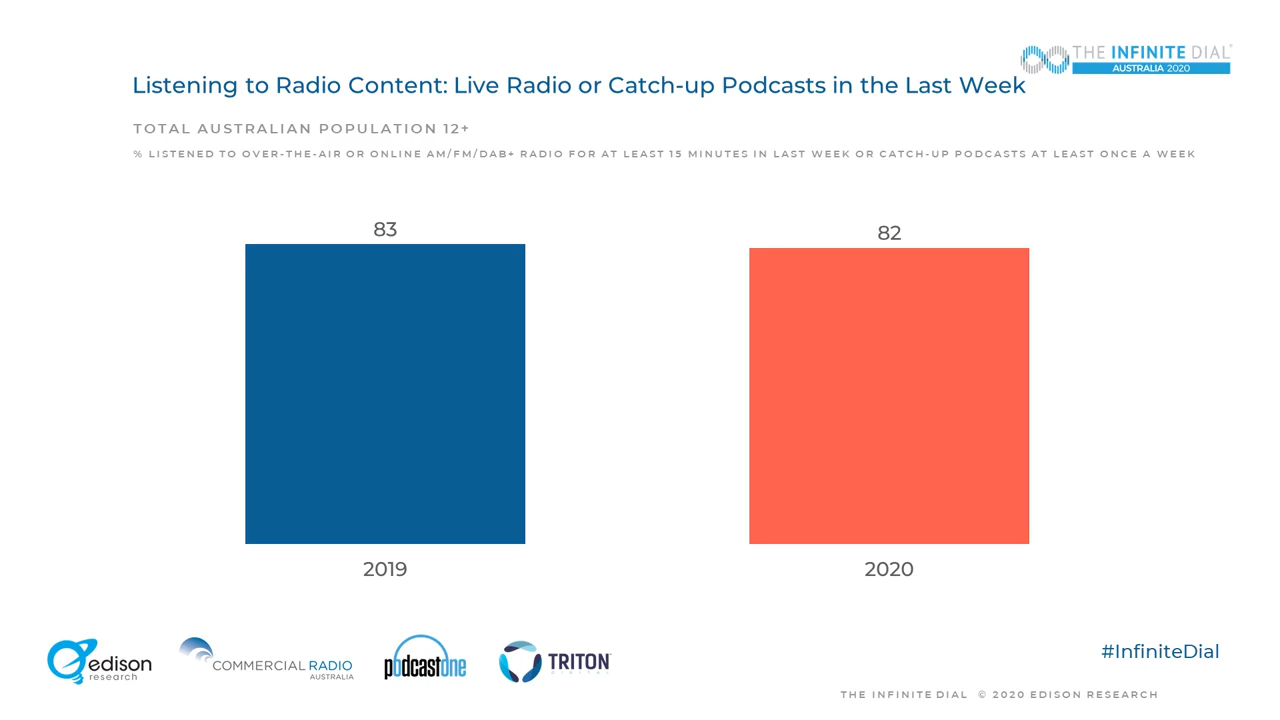 THE INFINITE DIAL®
AUSTRALIA 2020
Listening to Radio Content: Live Radio or Catch-up Podcasts in the Last Week
TOTAL AUSTRALIAN POPULATION 12+
% LISTENED TO OVER-THE-AIR OR ONLINE AM/FM/DAB+ RADIO FOR AT LEAST 15 MINUTES IN LAST WEEK OR CATCH-UP PODCASTS AT LEAST ONCE A WEEK
83
82
2019
2020
edison
research
COMMERCIAL RADIO
AUSTRALIA
podcastone
TRITON
#InfiniteDial
THE INFINITE DIAL © 2020 EDISON RESEARCH